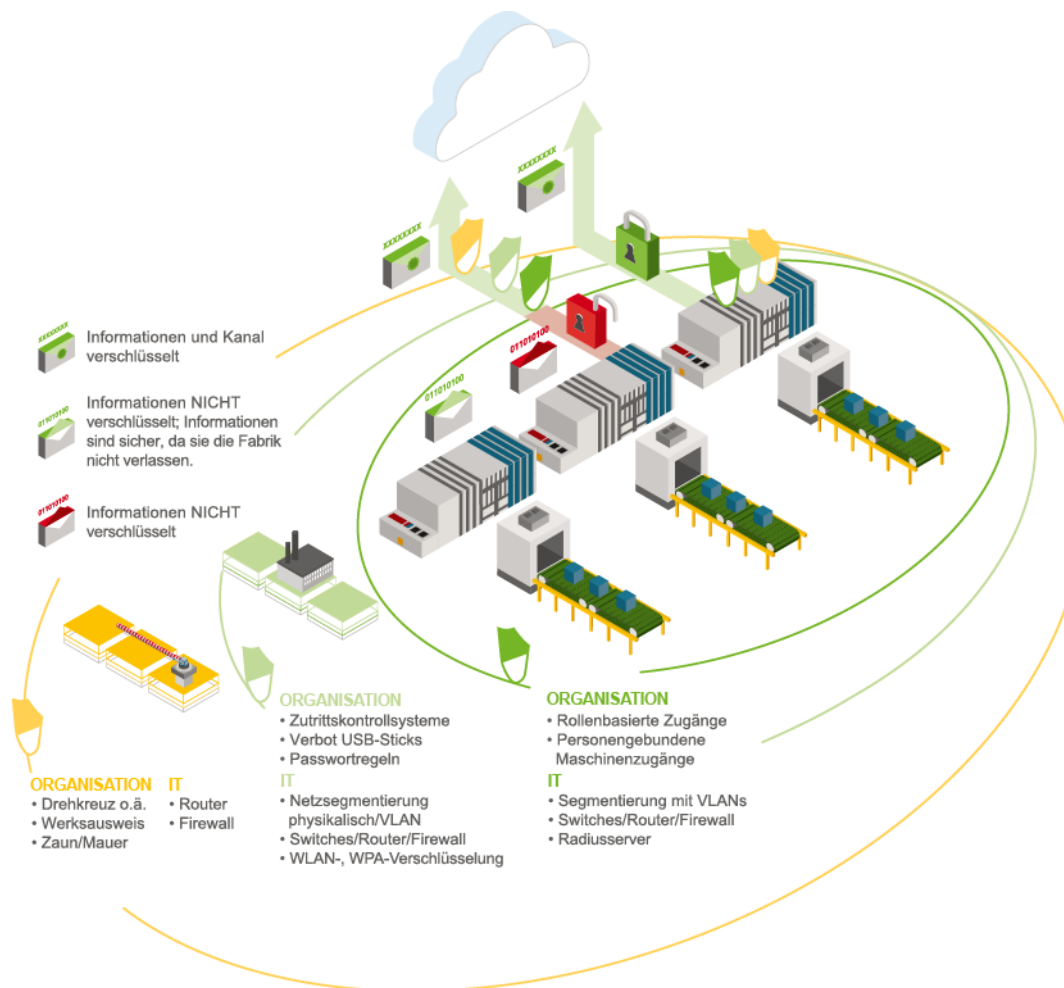 xxxxxxxx
xxxxxxxx
011010100
011010100
xxxxxxxx
Informationen und Kanal
verschlüsselt
011010100
Informationen NICHT
verschlüsselt; Informationen
sind sicher, da sie die Fabrik
nicht verlassen.
011010100
Informationen NICHT
verschlüsselt
ORGANISATION
• Drehkreuz o.ä.
• Werksausweis
• Zaun/Mauer
IT
• Router
• Firewall
ORGANISATION
• Zutrittskontrollsysteme
• Verbot USB-Sticks
• Passwortregeln
IT
• Netzsegmentierung
physikalisch/VLAN
• Switches/Router/Firewall
• WLAN-, WPA-Verschlüsselung
ORGANISATION
• Rollenbasierte Zugänge
• Personengebundene
Maschinenzugänge
IT
• Segmentierung mit VLANs
• Switches/Router/Firewall
• Radiusserver